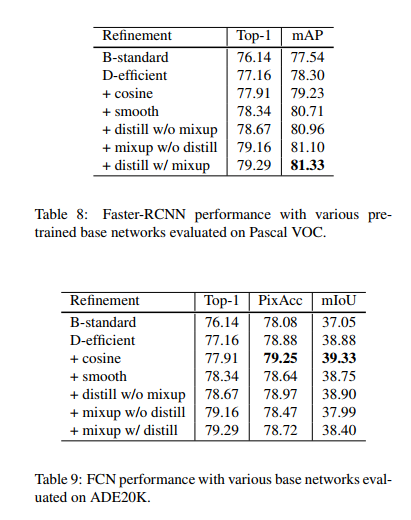 Refinement Top-1 mAP
B-standard 76.14 77.54
D-efficient 77.16 78.30
+ cosine 77.91 79.23
+ smooth 78.34 80.71
+ distill w/o mixup 78.67 80.96
+ mixup w/o distill 79.16 81.10
+ distill w/ mixup 79.29 81.33
Table 8: Faster-RCNN performance with various pre-
trained base networks evaluated on Pascal VOC.
Refinement Top-1 PixAcc mIoU
B-standard 76.14 78.08 37.05
D-efficient 77.16 78.88 38.88
+ cosine 77.91 79.25 39.33
+ smooth 78.34 78.64 38.75
+ distill w/o mixup 78.67 78.97 38.90
+ mixup w/o distill 79.16 78.47 37.99
+ mixup w/ distill 79.29 78.72 38.40
Table 9: FCN performance with various base networks eval-
uated on ADE20K.